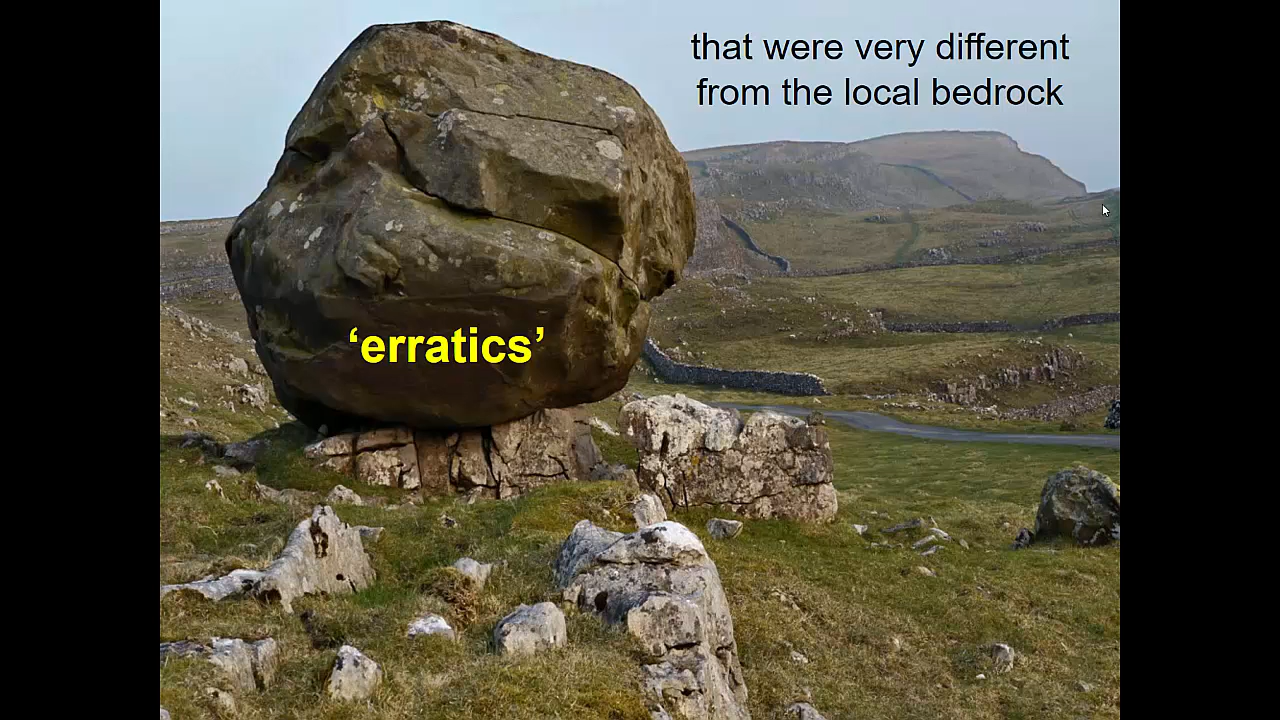 that were very different
from the local bedrock
‘erratics’